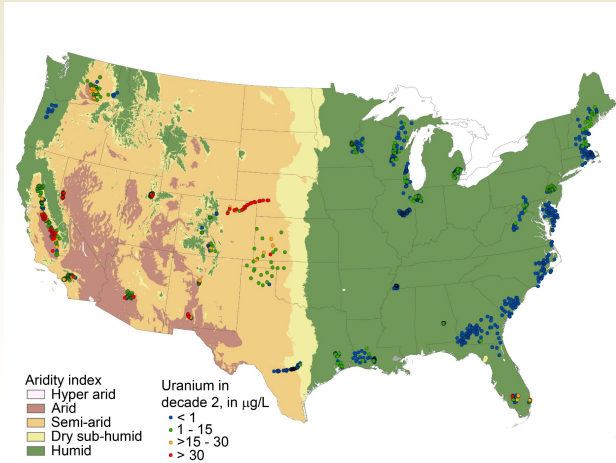 Aridity index
Hyper arid
Arid
Semi-arid
Dry sub-humid
Humid
Uranium in
decade 2, in µg/L
< 1
1 - 15
>15 - 30
> 30